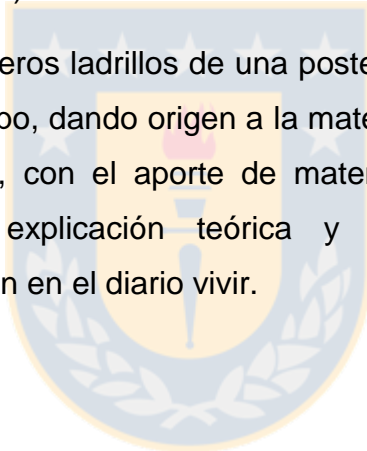 eros ladrillos de una poste
po, dando origen a la mate
, con el aporte de mater
explicación teórica y
n en el diario vivir.